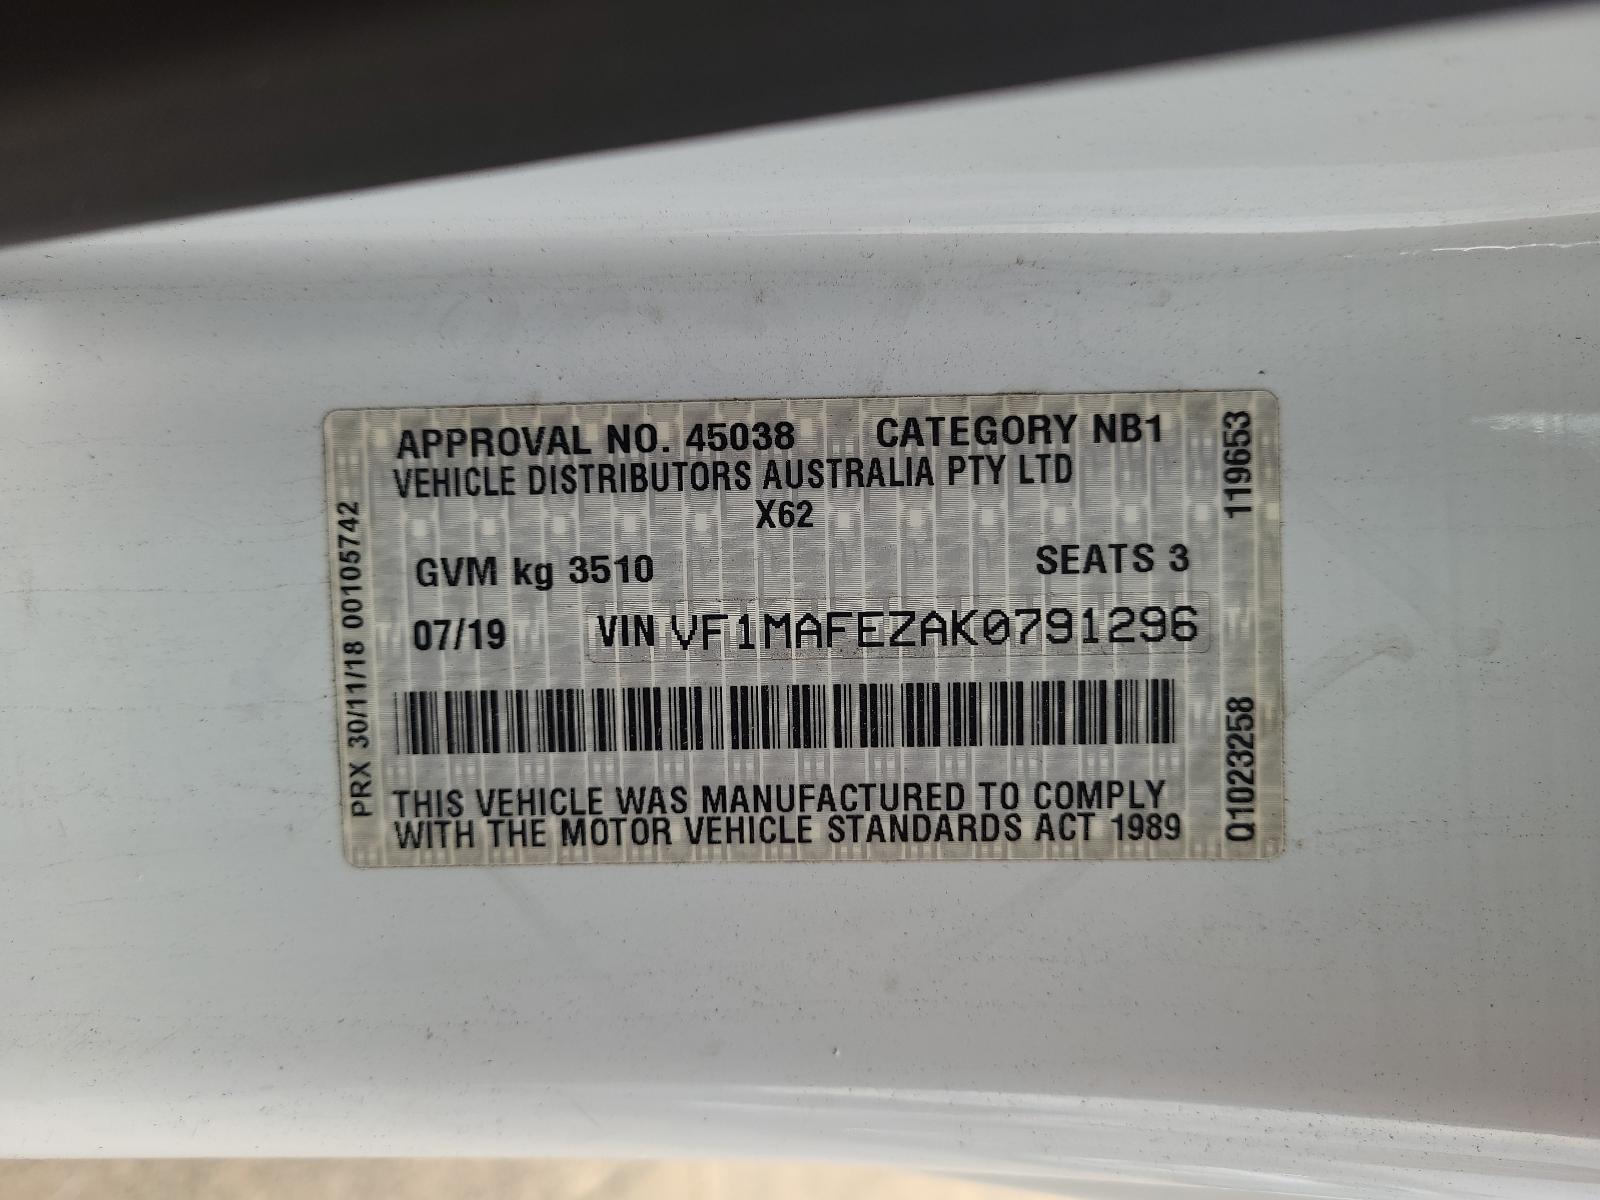 APPROVAL NO. 45038 CATEGORY NB1
VEHICLE DISTRIBUTORS AUSTRALIA PTY LTD
X62
GVM kg 3510 SEATS 3
07/19 VIN VF1MAFEZAK0791296
THIS VEHICLE WAS MANUFACTURED TO COMPLY
WITH THE MOTOR VEHICLE STANDARDS ACT 1989
PRX 30/11/18 00105742
Q1023258 119653